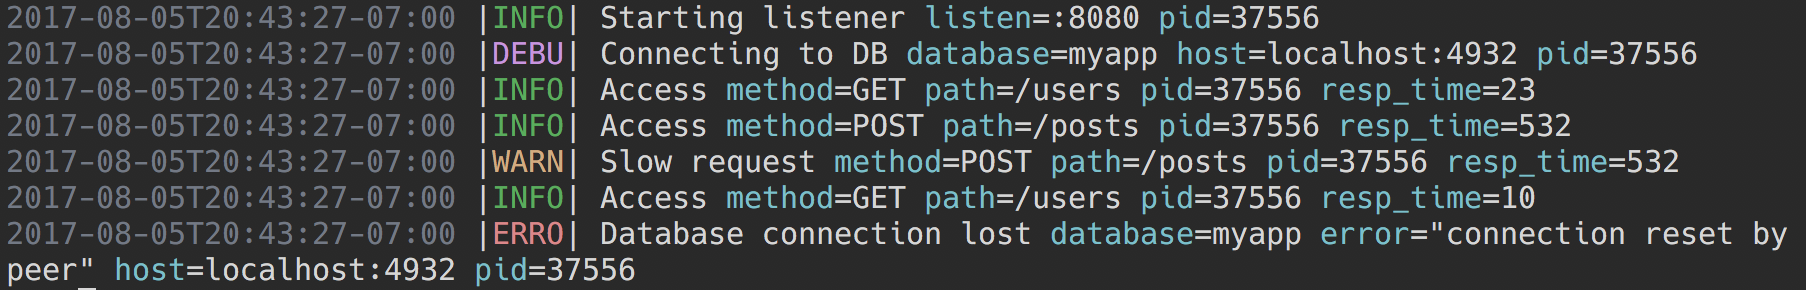 2017-08-05T20:43:27-07:00 |INFO| Starting listener listen=:8080 pid=37556
2017-08-05T20:43:27-07:00 |DEBU| Connecting to DB database=myapp host=localhost:4932 pid=37556
2017-08-05T20:43:27-07:00 |INFO| Access method=GET path=/users pid=37556 resp_time=23
2017-08-05T20:43:27-07:00 |INFO| Access method=POST path=/posts pid=37556 resp_time=532
2017-08-05T20:43:27-07:00 |WARN| Slow request method=POST path=/posts pid=37556 resp_time=532
2017-08-05T20:43:27-07:00 |INFO| Access method=GET path=/users pid=37556 resp_time=10
2017-08-05T20:43:27-07:00 |ERRO| Database connection lost database=myapp error="connection reset by
peer" host=localhost:4932 pid=37556